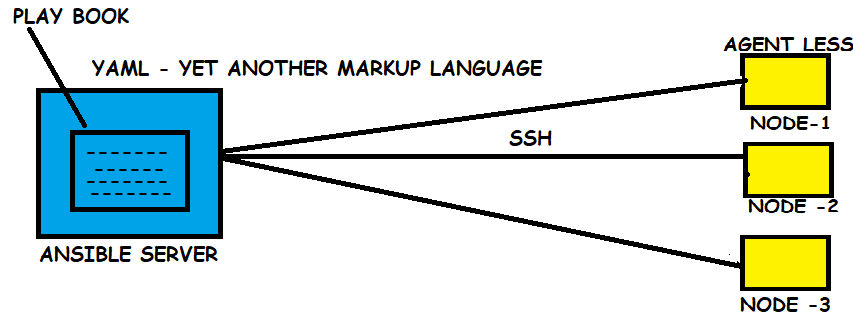 PLAY BOOK
YAML - YET ANOTHER MARKUP LANGUAGE
AGENT LESS
NODE-1
SSH
NODE -2
ANSIBLE SERVER
NODE -3